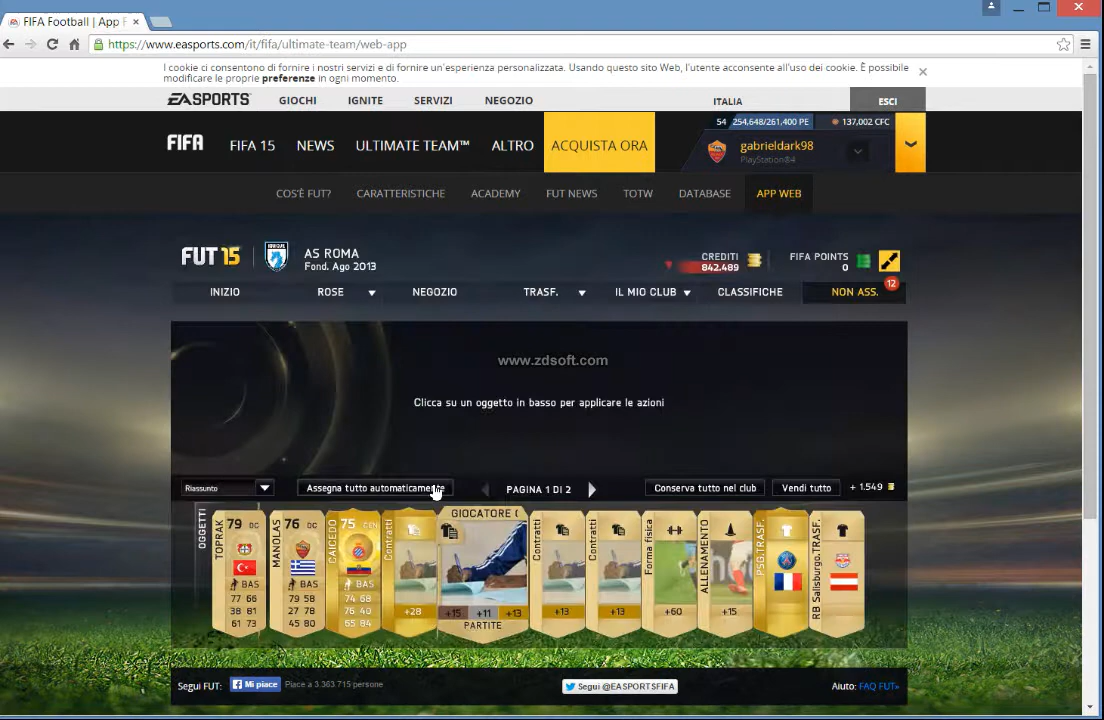 FIFA Football | App F
https://www.easports.com/it/fifa/ultimate-team/web-app
I cookie ci consentono di fornire i nostri servizi e di fornire un'esperienza personalizzata. Usando questo sito Web, l'utente acconsente all'uso dei cookie. È possibile
modificare le proprie preferenze in ogni momento.
EA SPORTS GIOCHI IGNITE SERVIZI NEGOZIO ITALIA ESCI
54 254,648/261,400 PE 137,002 CFC
FIFA FIFA 15 NEWS ULTIMATE TEAM™ ALTRO ACQUISTA ORA gabrieldark98
PlayStation®4
COS'È FUT? CARATTERISTICHE ACADEMY FUT NEWS TOTW DATABASE APP WEB
FUT 15 AS ROMA
Fond. Ago 2013
CREDITI
842.489
FIFA POINTS
0
INIZIO ROSE NEGOZIO TRASF. IL MIO CLUB CLASSIFICHE NON ASS. 12
www.zdsoft.com
Clicca su un oggetto in basso per applicare le azioni
Riassunto Assegna tutto automaticamente PAGINA 1 DI 2 Conserva tutto nel club Vendi tutto + 1.549
OGGETTI
TOPRAK
79 DC
BAS
77 66
38 81
61 73
MANOLAS
76 DC
BAS
79 58
27 78
45 80
CAICEDO
75
BAS
74 68
76 40
65 84
Contratti
+28
GIOCATORE
+15 +11 +13
PARTITE
Contratti
+13
Contratti
+13
Forma fisica
+60
ALLENAMENTO
+15
PSG.TRASF.
RB Salisburgo.TRASF.
Segui FUT: Mi piace Piace a 3.363.715 persone Segui @EASPORTSFIFA Aiuto: FAQ FUT»